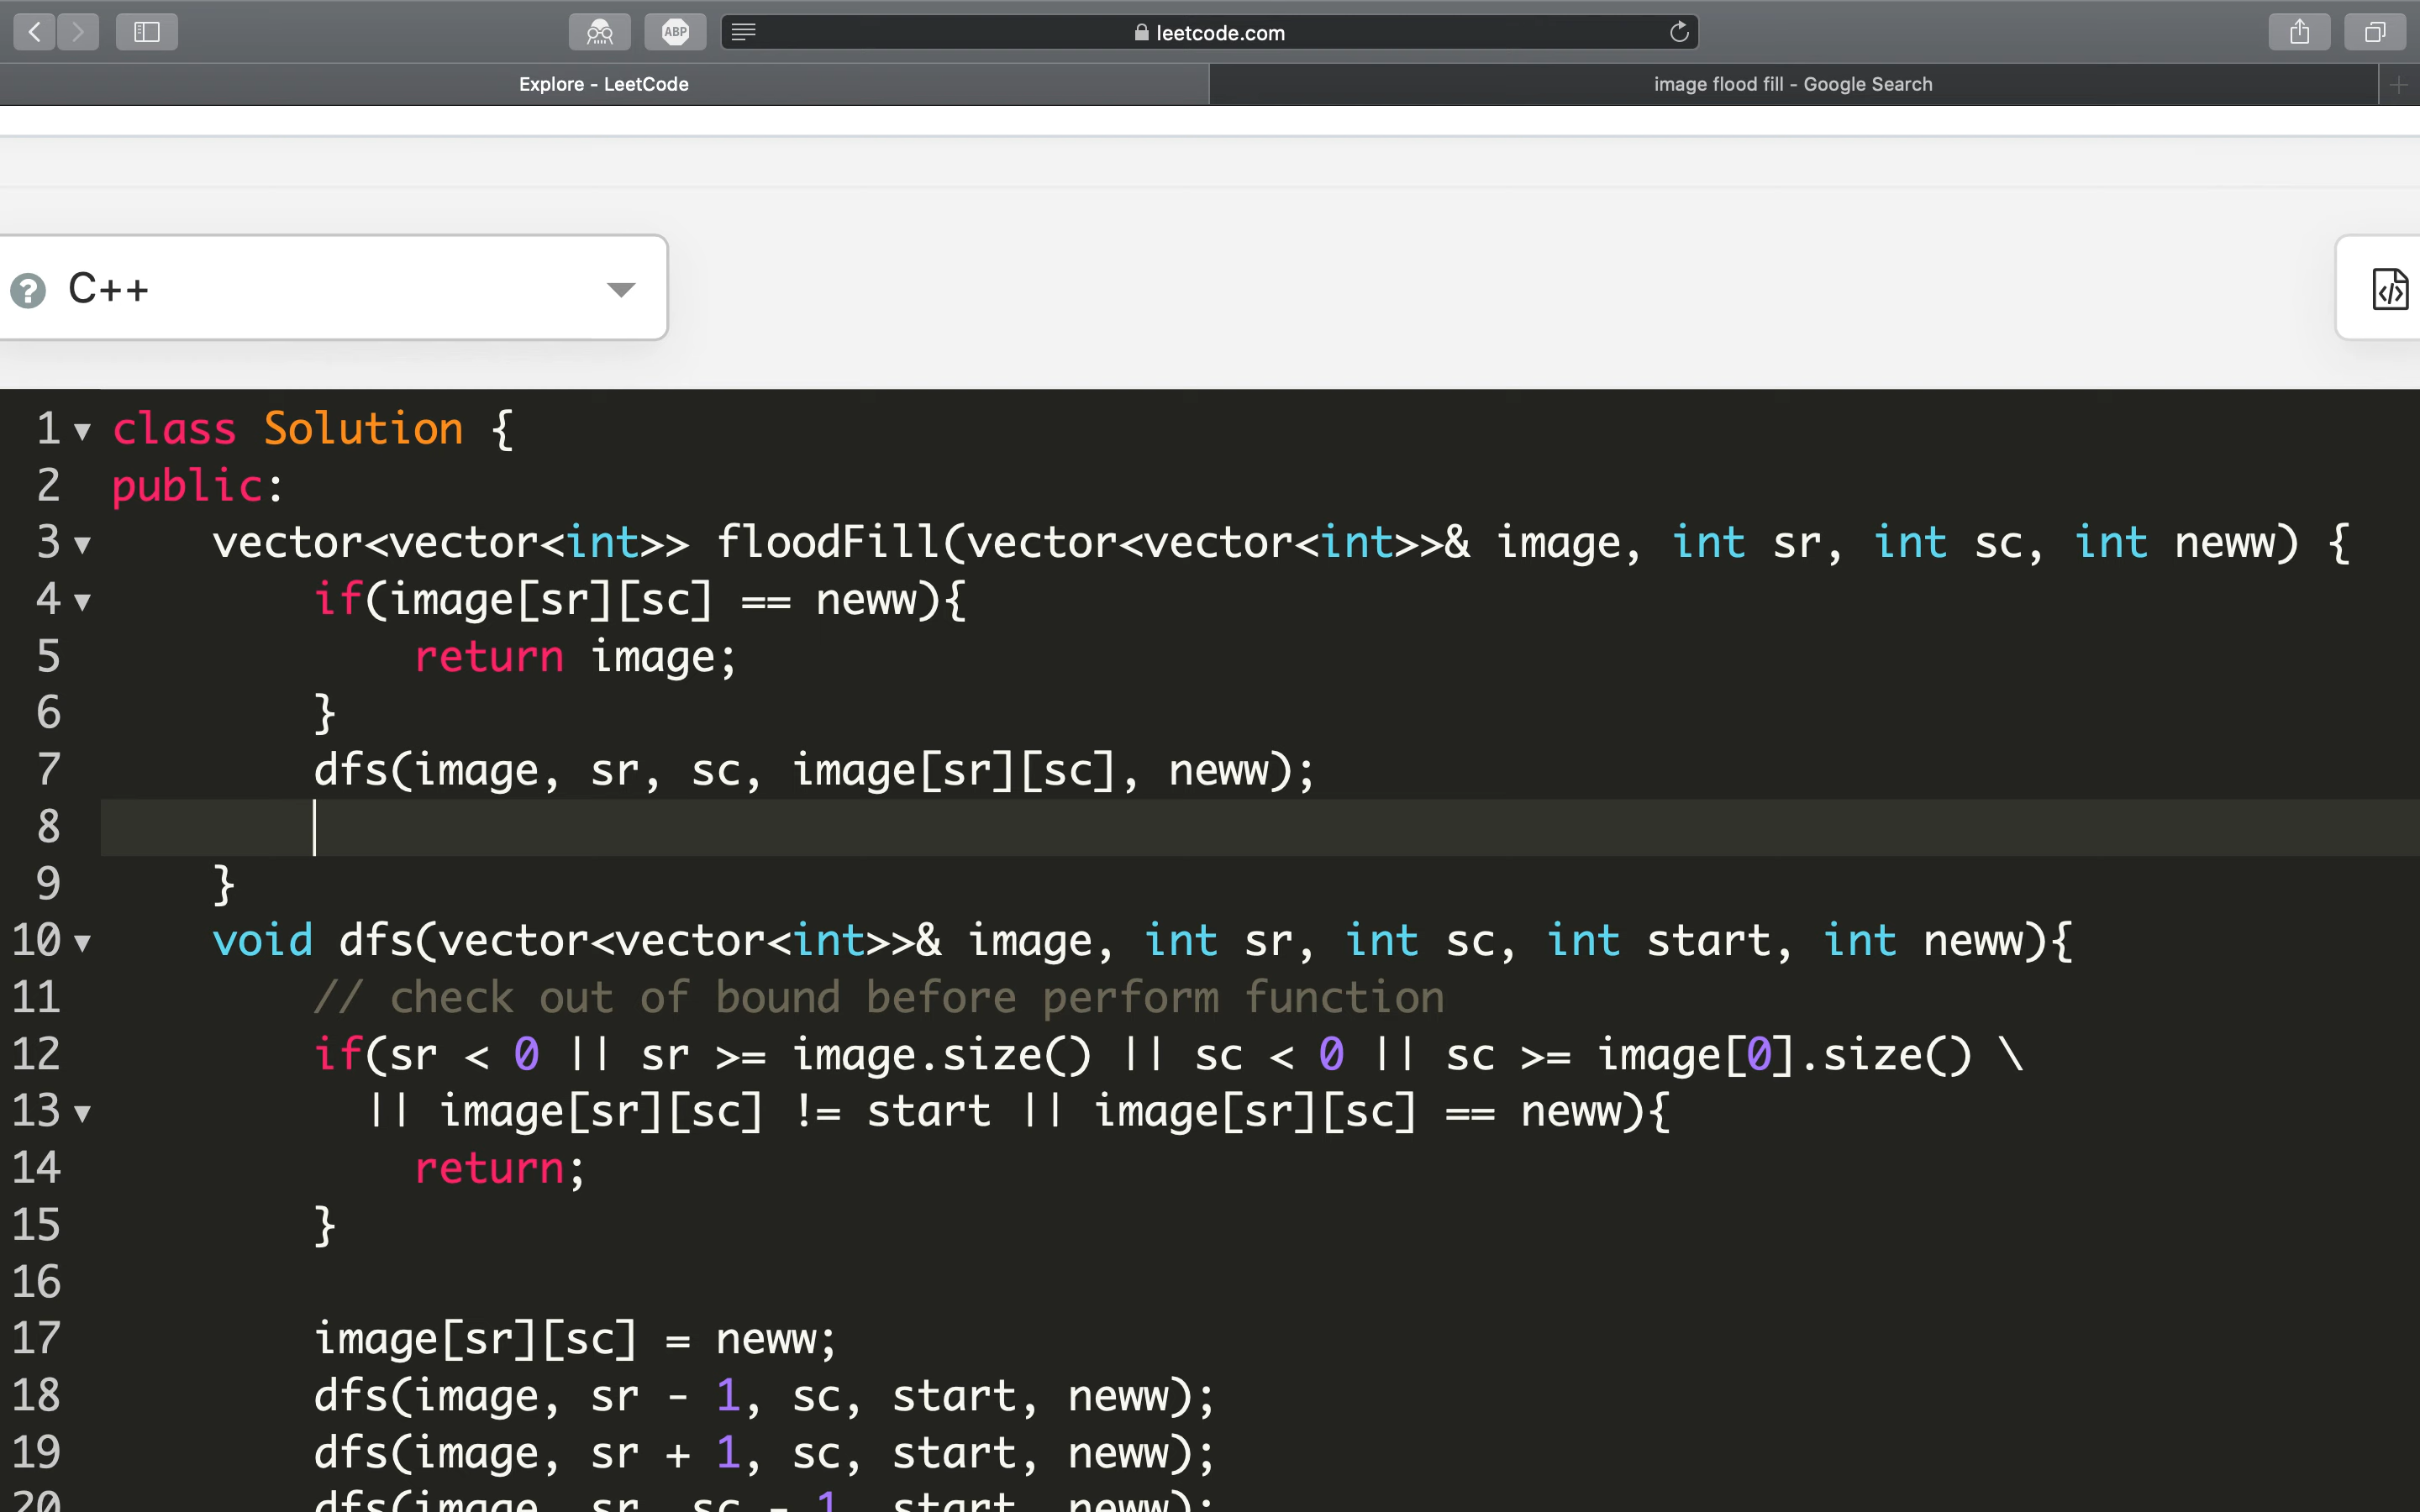 ABP
leetcode.com
Explore - LeetCode
image flood fill - Google Search
? C++
</>
1 class Solution {
2 public:
3     vector<vector<int>> floodFill(vector<vector<int>>& image, int sr, int sc, int neww) {
4         if(image[sr][sc] == neww){
5             return image;
6         }
7         dfs(image, sr, sc, image[sr][sc], neww);
8
9     }
10     void dfs(vector<vector<int>>& image, int sr, int sc, int start, int neww){
11         // check out of bound before perform function
12         if(sr < 0 || sr >= image.size() || sc < 0 || sc >= image[0].size() \
13           || image[sr][sc] != start || image[sr][sc] == neww){
14             return;
15         }
16
17         image[sr][sc] = neww;
18         dfs(image, sr - 1, sc, start, neww);
19         dfs(image, sr + 1, sc, start, neww);
20         dfs(image, sr, sc - 1, start, neww);